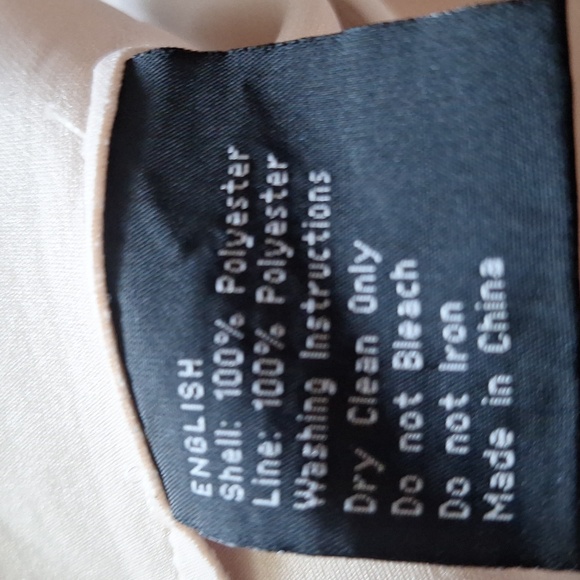 ENGLISH
Shell: 100% Polyester
Line: 100% Polyester
Washing Instructions
Dry Clean Only
Do not Bleach
Do not Iron
Made in China